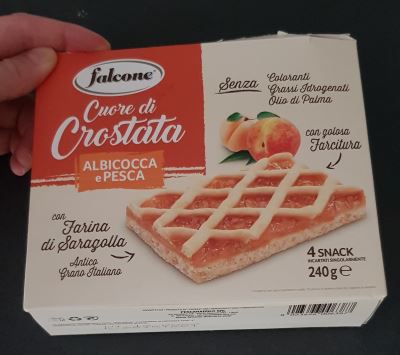 falcone
Cuore di
Crostata
ALBICOCCA
e PESCA
Senza
Coloranti
Grassi Idrogenati
Olio di Palma
con golosa
Farcitura
con
Farina
di Saragolla
Antico
Grano Italiano
4 SNACK
INCARTATI SINGOLARMENTE
240g e